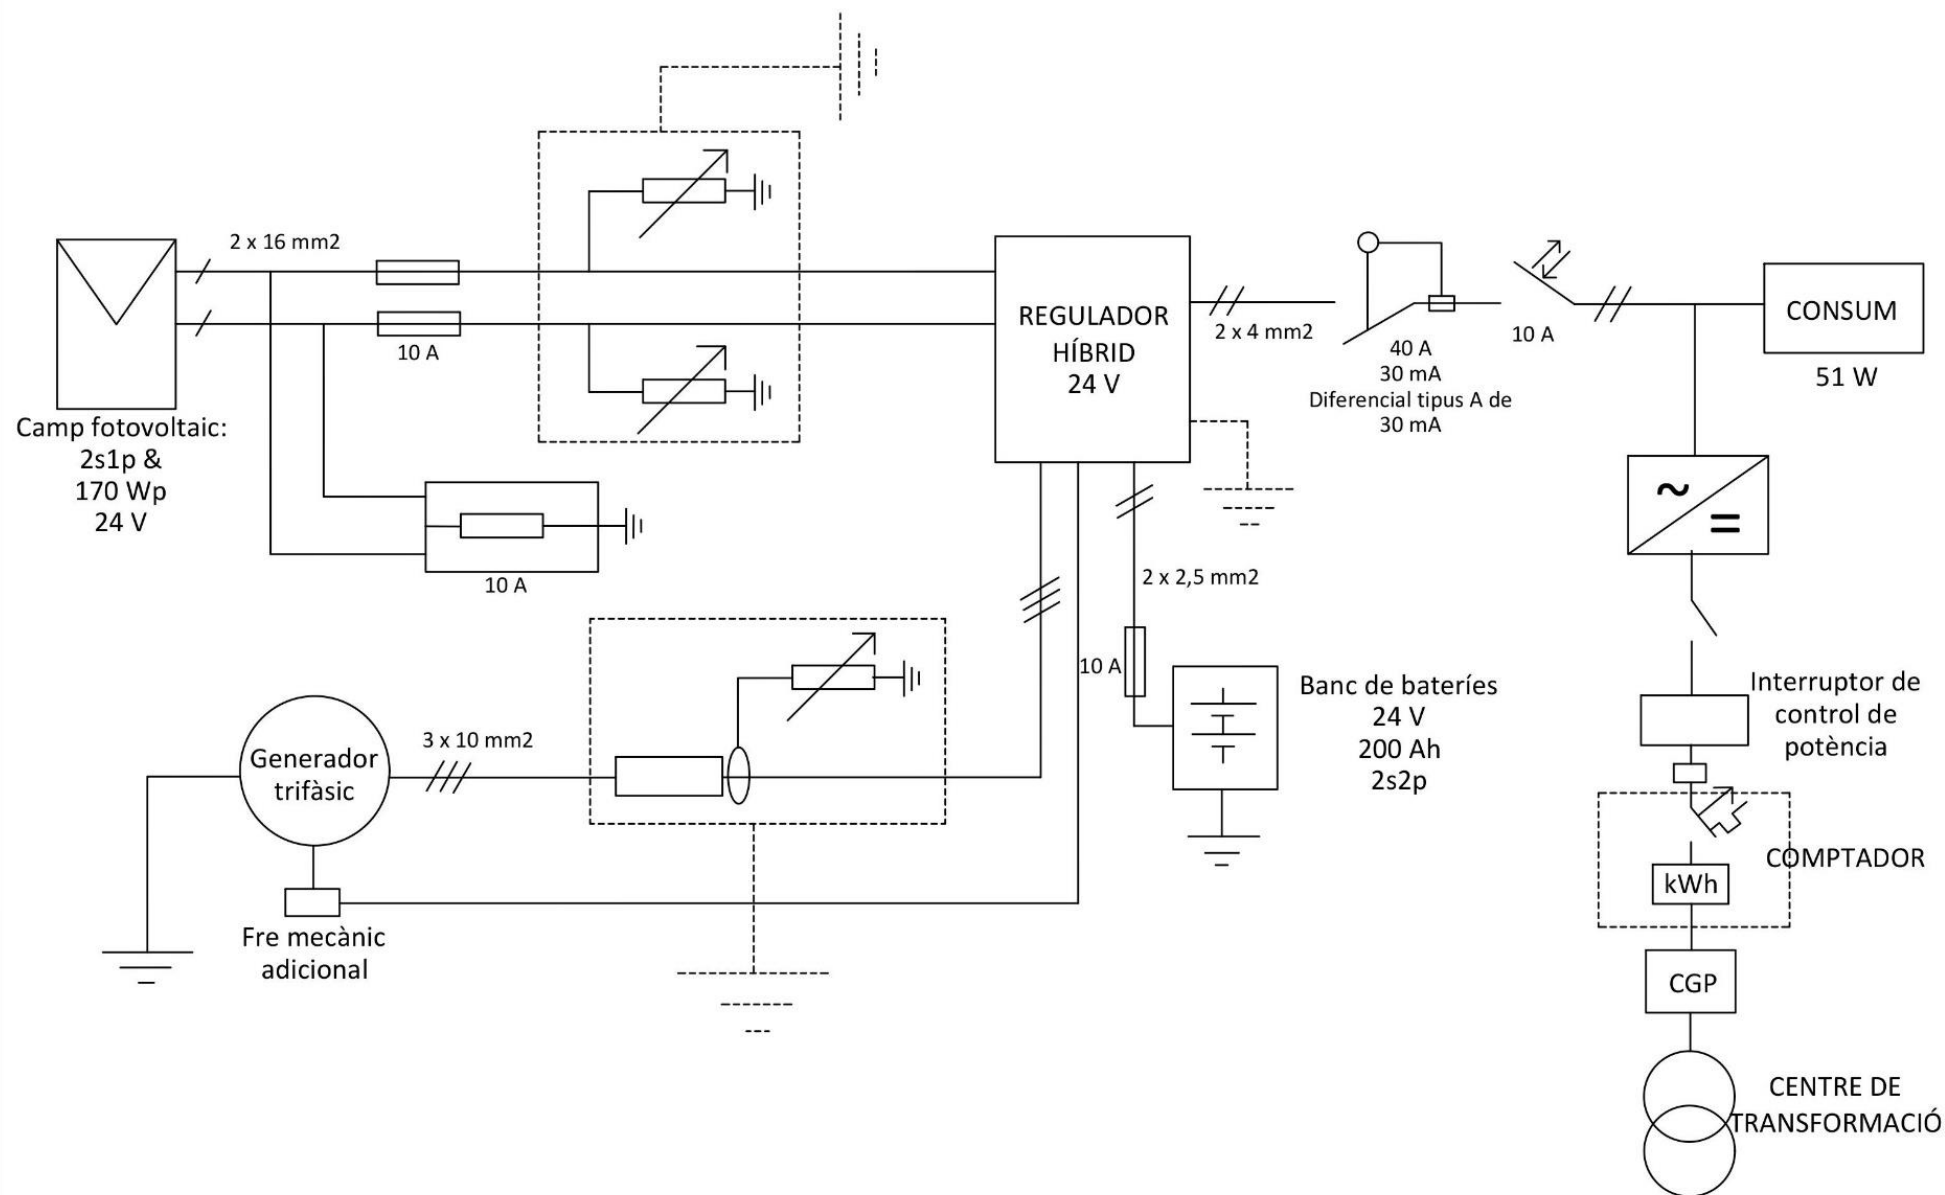 2 x 16 mm2
10 A
Camp fotovoltaic:
2s1p &
170 Wp
24 V
10 A
REGULADOR
HÍBRID
24 V
2 x 4 mm2
40 A
30 mA
Diferencial tipus A de
30 mA
10 A
CONSUM
51 W
~
=
2 x 2,5 mm2
10 A
Banc de bateríes
24 V
200 Ah
2s2p
Generador
trifàsic
3 x 10 mm2
Fre mecànic
adicional
Interruptor de
control de
potència
COMPTADOR
kWh
CGP
CENTRE DE
TRANSFORMACIÓ